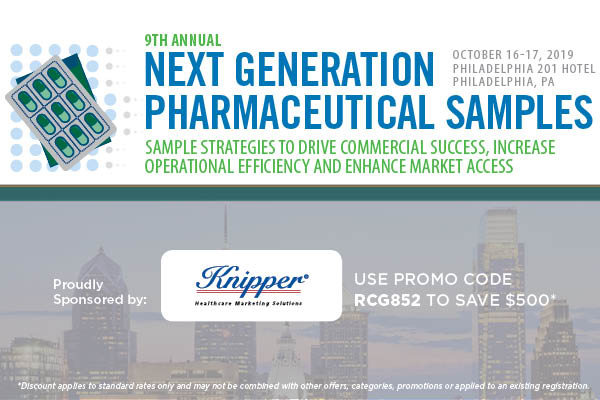 9TH ANNUAL
NEXT GENERATION
PHARMACEUTICAL SAMPLES
OCTOBER 16-17, 2019
PHILADELPHIA 201 HOTEL
PHILADELPHIA, PA
SAMPLE STRATEGIES TO DRIVE COMMERCIAL SUCCESS, INCREASE
OPERATIONAL EFFICIENCY AND ENHANCE MARKET ACCESS
Proudly
Sponsored by:
Knipper®
Healthcare Marketing Solutions
USE PROMO CODE
RCG852 TO SAVE $500*
*Discount applies to standard rates only and may not be combined with other offers, categories, promotions or applied to an existing registration.